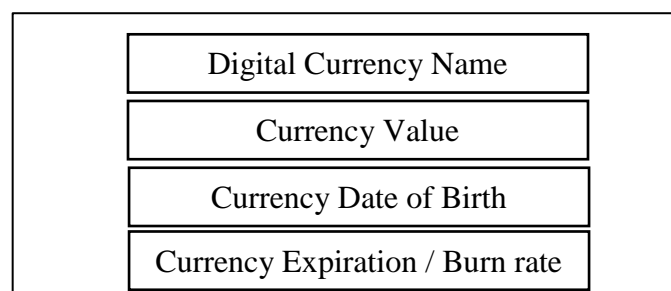 Digital Currency Name
Currency Value
Currency Date of Birth
Currency Expiration / Burn rate